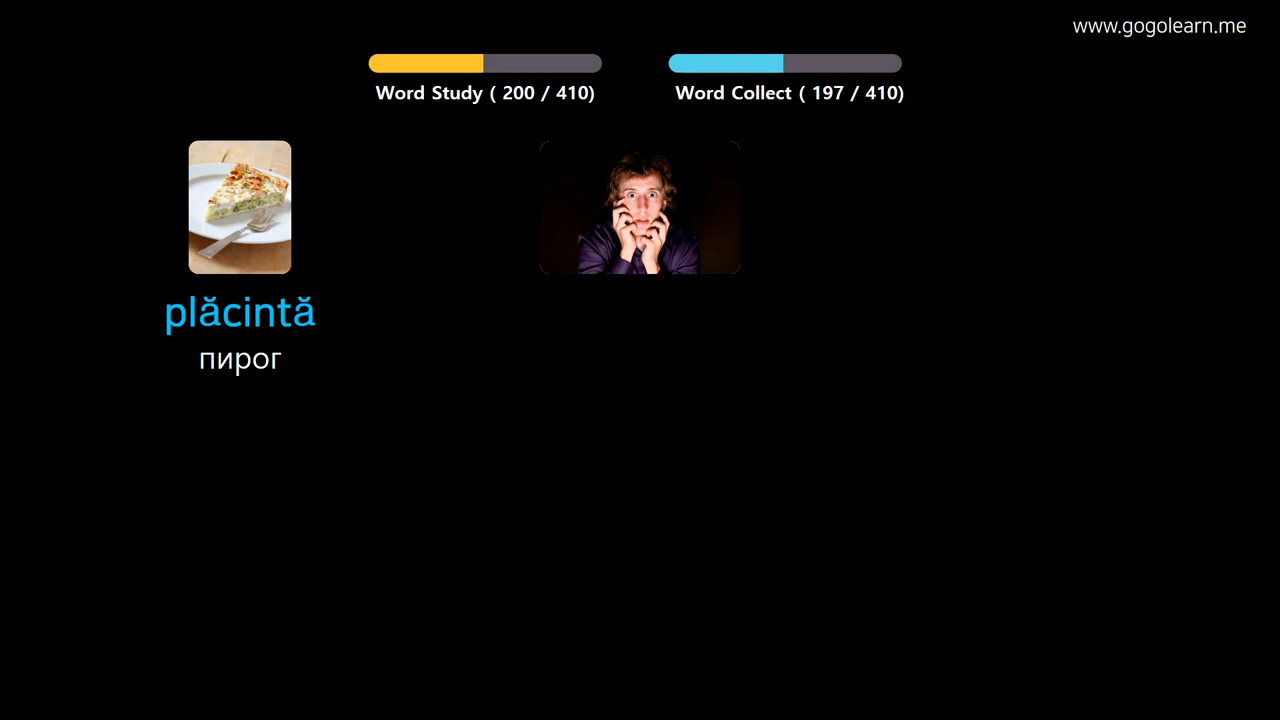 www.gogolearn.me
Word Study ( 200 / 410)
Word Collect ( 197 / 410)
plăcintă
пирог